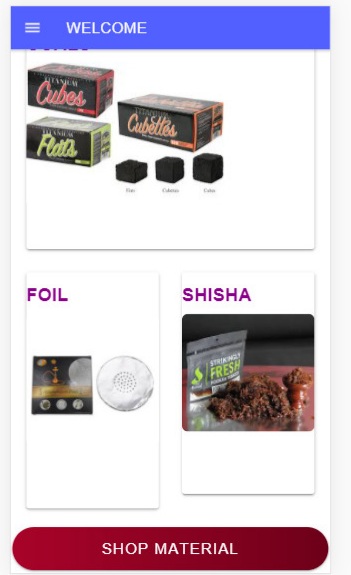 WELCOME
TITANIUM
Cubes
TITANIUM
Cubettes
TITANIUM
Flats
Flats
Cubettes
Cubes
FOIL
SHISHA
STRIKINGLY
FRESH
SHOP MATERIAL